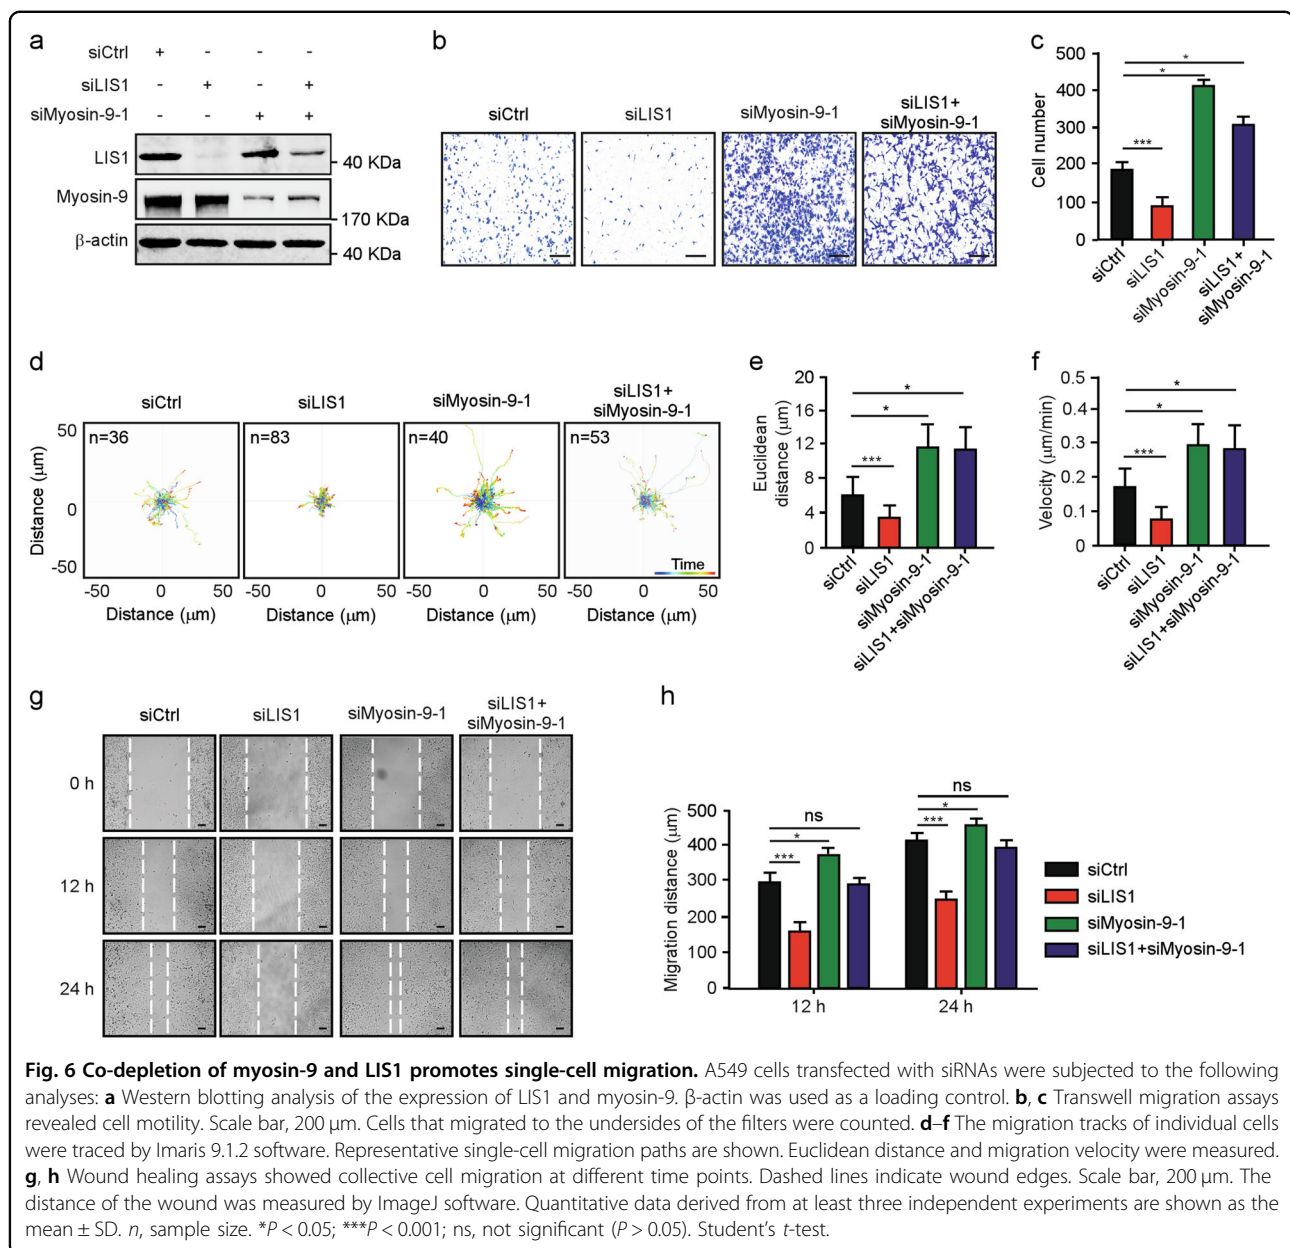 a
siCtrl + - - -
siLIS1 - + - +
siMyosin-9-1 - - + +
LIS1
40 KDa
Myosin-9
170 KDa
β-actin
40 KDa
b
siCtrl siLIS1 siMyosin-9-1 siLIS1+
siMyosin-9-1
c
Cell number
500
400
300
200
100
0
***
*
*
siCtrl
siLIS1
siMyosin-9-1
siLIS1+
siMyosin-9-1
d
siCtrl siLIS1 siMyosin-9-1 siLIS1+
siMyosin-9-1
n=36 n=83 n=40 n=53
Time
Distance (μm)
50
0
-50
-50 0 50 -50 0 50 -50 0 50 -50 0 50
Distance (μm) Distance (μm) Distance (μm) Distance (μm)
e
Euclidean
distance (μm)
20
16
12
8
4
0
***
*
*
siCtrl
siLIS1
siMyosin-9-1
siLIS1+siMyosin-9-1
f
Velocity (μm/min)
0.5
0.4
0.3
0.2
0.1
0
***
*
*
siCtrl
siLIS1
siMyosin-9-1
siLIS1+siMyosin-9-1
g
siCtrl siLIS1 siMyosin-9-1 siLIS1+
siMyosin-9-1
0 h
12 h
24 h
h
Migration distance (μm)
500
400
300
200
100
0
*** * ns
*** * ns
12 h 24 h
siCtrl
siLIS1
siMyosin-9-1
siLIS1+siMyosin-9-1
Fig. 6 Co-depletion of myosin-9 and LIS1 promotes single-cell migration. A549 cells transfected with siRNAs were subjected to the following
analyses: a Western blotting analysis of the expression of LIS1 and myosin-9. β-actin was used as a loading control. b, c Transwell migration assays
revealed cell motility. Scale bar, 200 μm. Cells that migrated to the undersides of the filters were counted. d–f The migration tracks of individual cells
were traced by Imaris 9.1.2 software. Representative single-cell migration paths are shown. Euclidean distance and migration velocity were measured.
g, h Wound healing assays showed collective cell migration at different time points. Dashed lines indicate wound edges. Scale bar, 200 μm. The
distance of the wound was measured by ImageJ software. Quantitative data derived from at least three independent experiments are shown as the
mean ± SD. n, sample size. *P < 0.05; ***P < 0.001; ns, not significant (P > 0.05). Student's t-test.